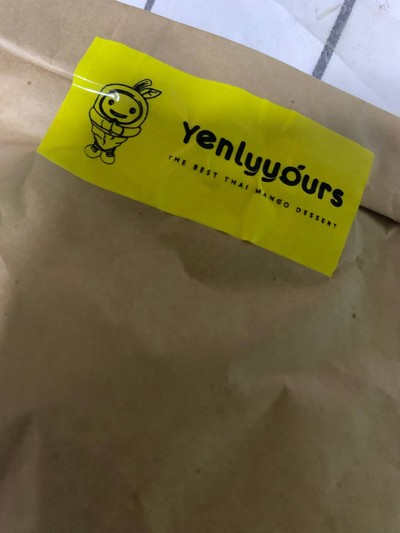 Yenlyyours
THE BEST THAI MANGO DESSERT